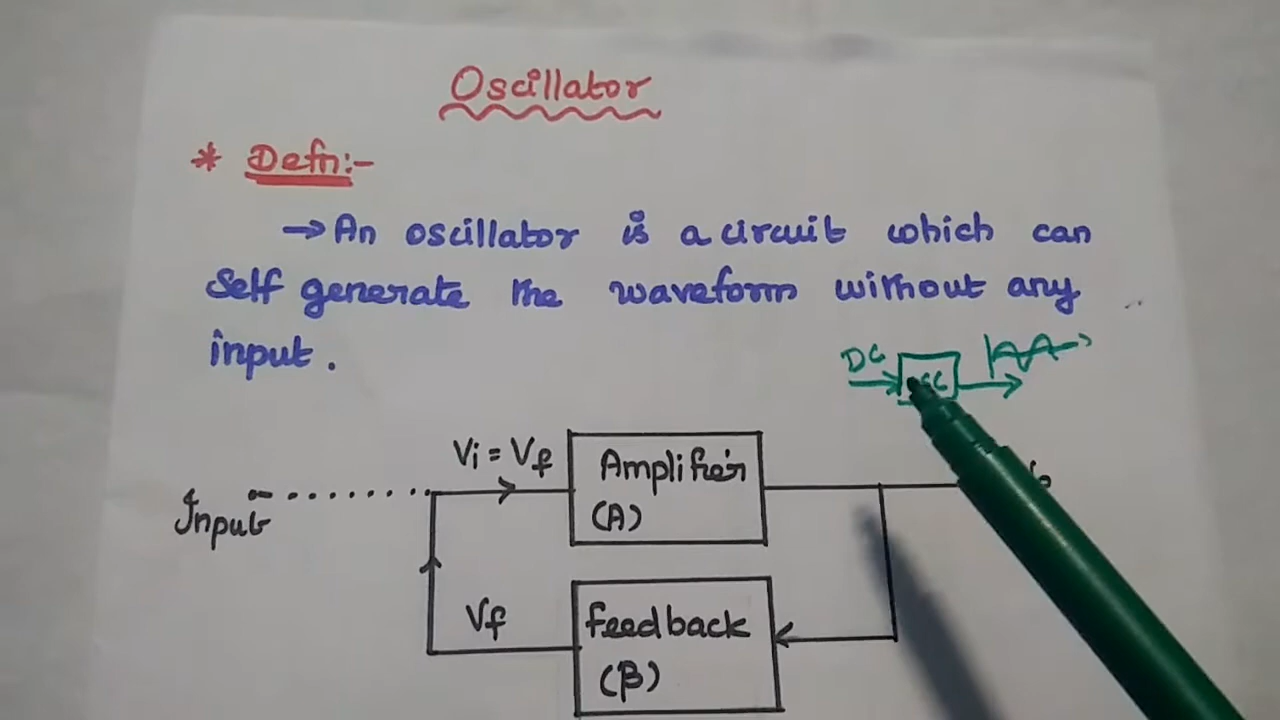 Oscillator
* Defn:-
→ An oscillator is a circuit which can
Self generate the waveform without any
input.
DC
Vi = Vf
Amplifier
(A)
Input
Vf
feedback
(β)